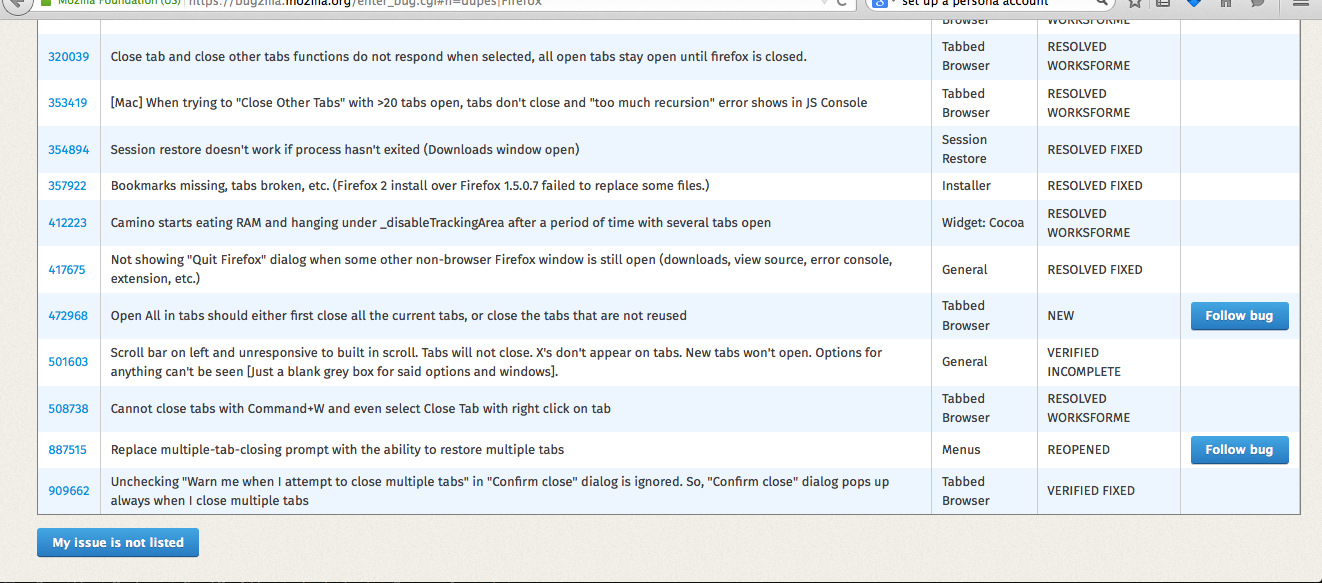 Mozilla Foundation (US) https://bugzilla.mozilla.org/enter_bug.cgi#h=dupes|Firefox set up a persona account
Browser WORKSFORME
320039 Close tab and close other tabs functions do not respond when selected, all open tabs stay open until firefox is closed. Tabbed Browser RESOLVED WORKSFORME
353419 [Mac] When trying to "Close Other Tabs" with >20 tabs open, tabs don't close and "too much recursion" error shows in JS Console Tabbed Browser RESOLVED WORKSFORME
354894 Session restore doesn't work if process hasn't exited (Downloads window open) Session Restore RESOLVED FIXED
357922 Bookmarks missing, tabs broken, etc. (Firefox 2 install over Firefox 1.5.0.7 failed to replace some files.) Installer RESOLVED FIXED
412223 Camino starts eating RAM and hanging under _disableTrackingArea after a period of time with several tabs open Widget: Cocoa RESOLVED WORKSFORME
417675 Not showing "Quit Firefox" dialog when some other non-browser Firefox window is still open (downloads, view source, error console,
extension, etc.) General RESOLVED FIXED
472968 Open All in tabs should either first close all the current tabs, or close the tabs that are not reused Tabbed Browser NEW Follow bug
501603 Scroll bar on left and unresponsive to built in scroll. Tabs will not close. X's don't appear on tabs. New tabs won't open. Options for
anything can't be seen [Just a blank grey box for said options and windows]. General VERIFIED INCOMPLETE
508738 Cannot close tabs with Command+W and even select Close Tab with right click on tab Tabbed Browser RESOLVED WORKSFORME
887515 Replace multiple-tab-closing prompt with the ability to restore multiple tabs Menus REOPENED Follow bug
909662 Unchecking "Warn me when I attempt to close multiple tabs" in "Confirm close" dialog is ignored. So, "Confirm close" dialog pops up
always when I close multiple tabs Tabbed Browser VERIFIED FIXED
My issue is not listed